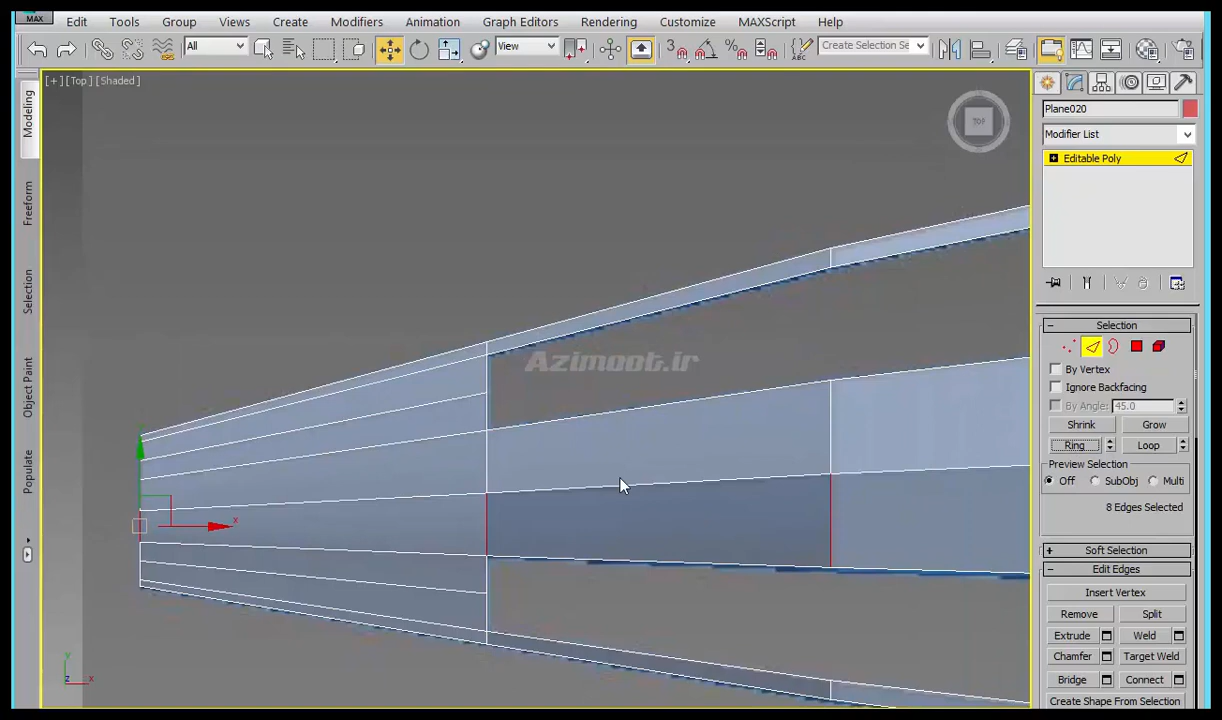 MAX
Edit Tools Group Views Create Modifiers Animation Graph Editors Rendering Customize MAXScript Help
All View 3 Create Selection Se
[+] [Top] [Shaded]
Modeling
Freeform
Selection
Object Paint
Populate
TOP
Azimoot.ir
x
y
z
x
Plane020
Modifier List
Editable Poly
Selection
By Vertex
Ignore Backfacing
By Angle: 45.0
Shrink Grow
Ring Loop
Preview Selection
Off SubObj Multi
8 Edges Selected
Soft Selection
Edit Edges
Insert Vertex
Remove Split
Extrude Weld
Chamfer Target Weld
Bridge Connect
Create Shape From Selection